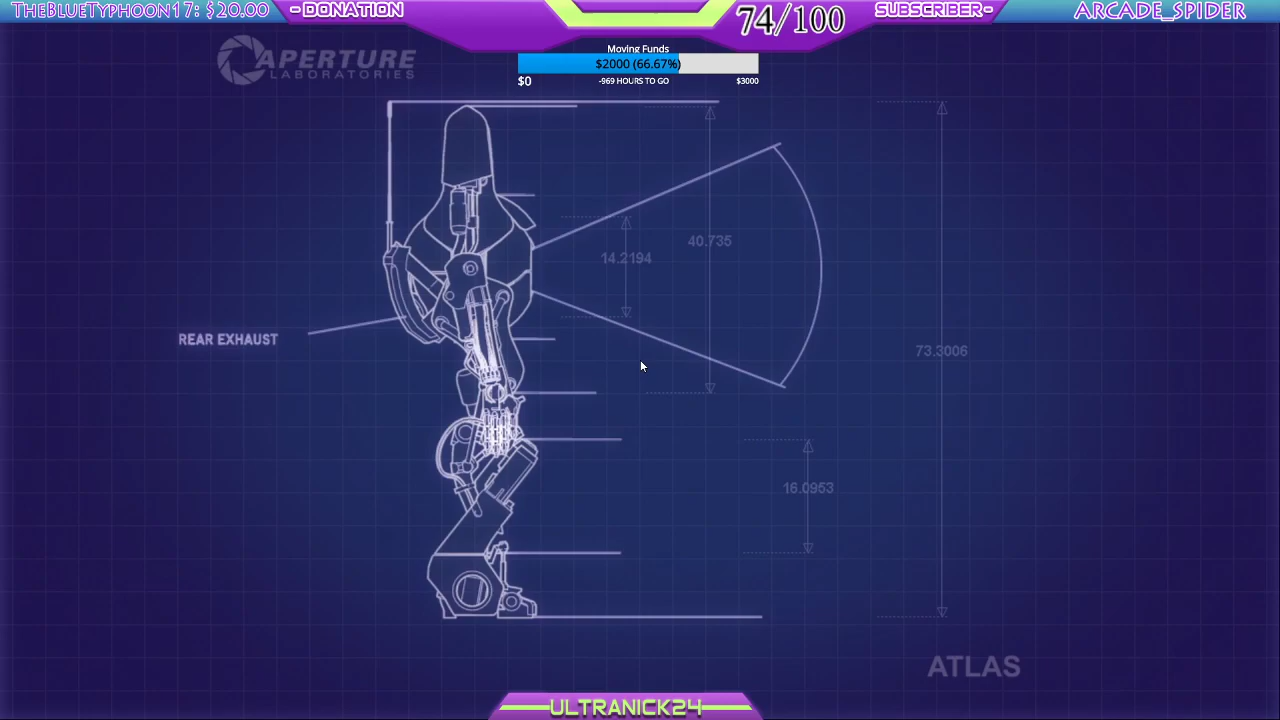 TheBlueTyphoon17: $20.00
- DONATION
74/100
SUBSCRIBER-
ARCADE_SPIDER
APERTURE
LABORATORIES
Moving Funds
$2000 (66.67%)
$0
-969 HOURS TO GO
$3000
40.735
14.2194
REAR EXHAUST
73.3006
16.0953
ATLAS
ULTRANICK24